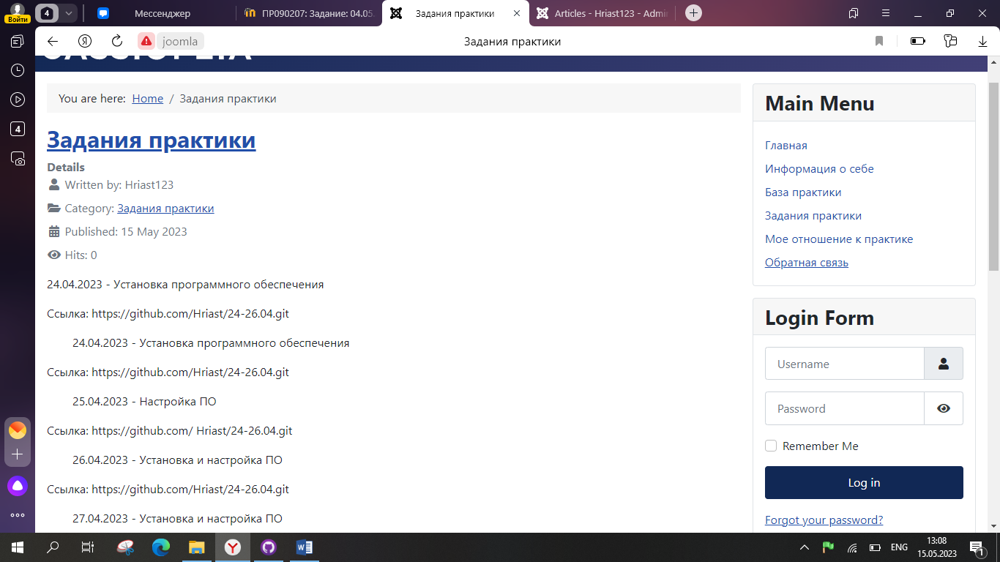 Войти
4
Мессенджер
ПР090207: Задание: 04.05.
Задания практики
Articles - Hriast123 - Admi
joomla
Задания практики
CASSIOPEIA
You are here: Home / Задания практики
Задания практики
Details
Written by: Hriast123
Category: Задания практики
Published: 15 May 2023
Hits: 0
24.04.2023 - Установка программного обеспечения
Ссылка: https://github.com/Hriast/24-26.04.git
24.04.2023 - Установка программного обеспечения
Ссылка: https://github.com/Hriast/24-26.04.git
25.04.2023 - Настройка ПО
Ссылка: https://github.com/ Hriast/24-26.04.git
26.04.2023 - Установка и настройка ПО
Ссылка: https://github.com/Hriast/24-26.04.git
27.04.2023 - Установка и настройка ПО
Main Menu
Главная
Информация о себе
База практики
Задания практики
Мое отношение к практике
Обратная связь
Login Form
Username
Password
Remember Me
Log in
Forgot your password?
4
ENG
13:08
15.05.2023
1